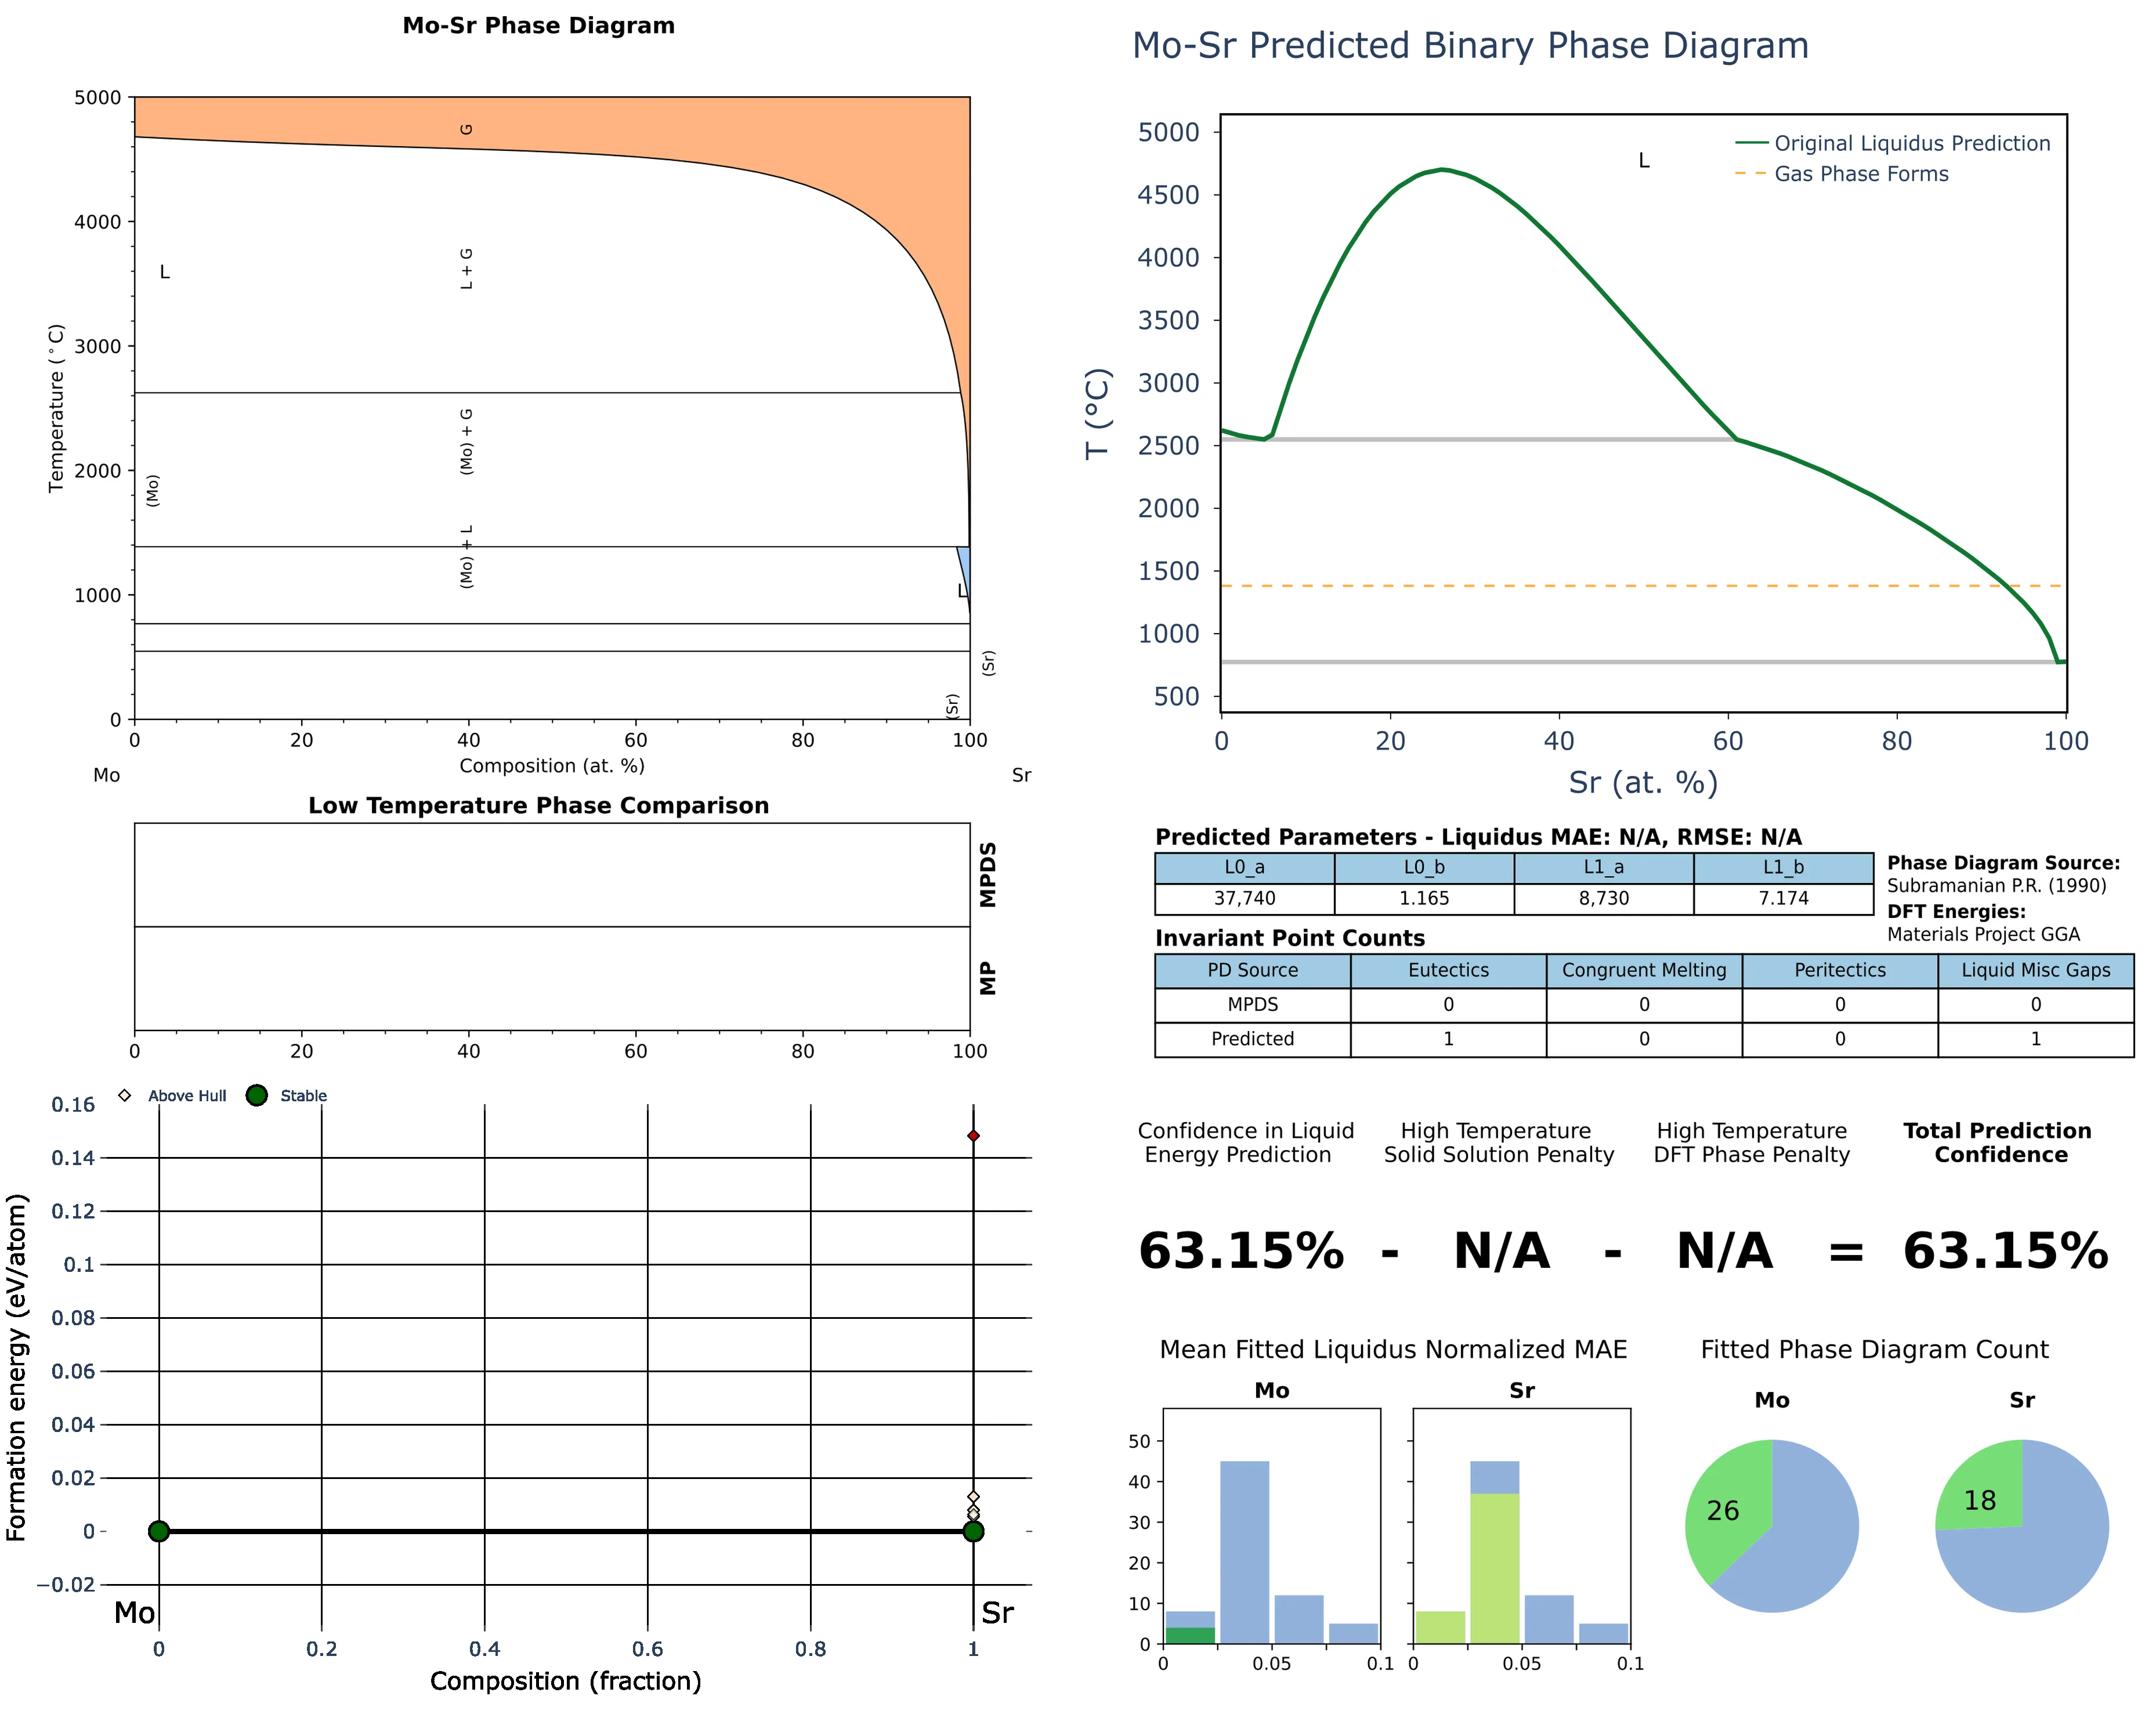 Mo-Sr Phase Diagram
5000
4000
3000
2000
1000
0
Temperature (°C)
G
L + G
L
(Mo) + G
(Mo)
(Mo) + L
L
(Sr)
(Sr)
0 20 40 60 80 100
Mo Composition (at. %) Sr
Low Temperature Phase Comparison
MPDS
MP
0 20 40 60 80 100
Above Hull Stable
0.16
0.14
0.12
0.1
0.08
0.06
0.04
0.02
0
−0.02
Formation energy (eV/atom)
Mo Sr
0 0.2 0.4 0.6 0.8 1
Composition (fraction)
Mo-Sr Predicted Binary Phase Diagram
5000
4500
4000
3500
3000
2500
2000
1500
1000
500
T (°C)
L
Original Liquidus Prediction
Gas Phase Forms
0 20 40 60 80 100
Sr (at. %)
Predicted Parameters - Liquidus MAE: N/A, RMSE: N/A
L0_a L0_b L1_a L1_b
37,740 1.165 8,730 7.174
Phase Diagram Source:
Subramanian P.R. (1990)
DFT Energies:
Materials Project GGA
Invariant Point Counts
PD Source Eutectics Congruent Melting Peritectics Liquid Misc Gaps
MPDS 0 0 0 0
Predicted 1 0 0 1
Confidence in Liquid
Energy Prediction
High Temperature
Solid Solution Penalty
High Temperature
DFT Phase Penalty
Total Prediction
Confidence
63.15% - N/A - N/A = 63.15%
Mean Fitted Liquidus Normalized MAE
Mo Sr
50
40
30
20
10
0
0 0.05 0.1 0 0.05 0.1
Fitted Phase Diagram Count
Mo Sr
26 18